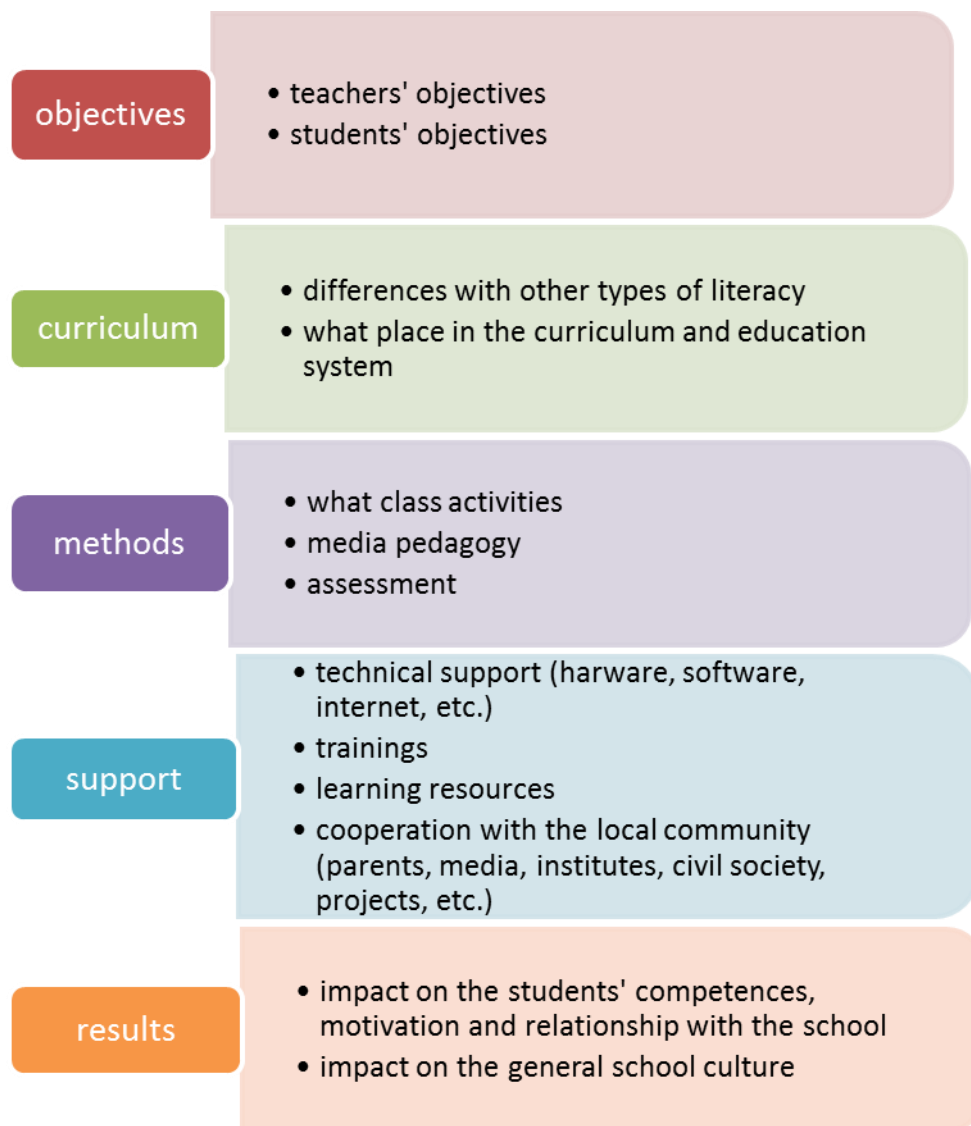 objectives
• teachers' objectives
• students' objectives
curriculum
• differences with other types of literacy
• what place in the curriculum and education
system
methods
• what class activities
• media pedagogy
• assessment
support
• technical support (harware, software,
internet, etc.)
• trainings
• learning resources
• cooperation with the local community
(parents, media, institutes, civil society,
projects, etc.)
results
• impact on the students' competences,
motivation and relationship with the school
• impact on the general school culture